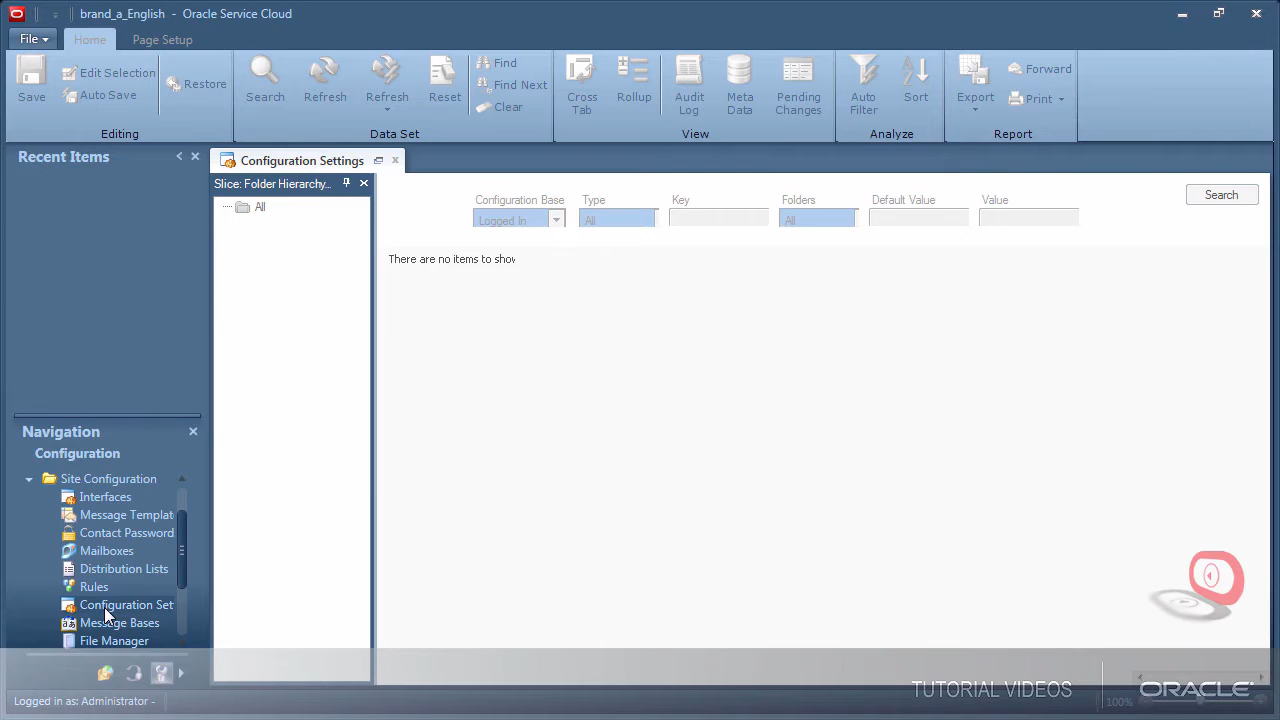 brand_a_English - Oracle Service Cloud
File
Home
Page Setup
Save
Edit Selection
Auto Save
Restore
Editing
Search
Refresh
Refresh
Reset
Find
Find Next
Clear
Data Set
Cross Tab
Rollup
Audit Log
Meta Data
Pending Changes
View
Auto Filter
Sort
Analyze
Export
Forward
Print
Report
Recent Items
Configuration Settings
Slice: Folder Hierarchy...
All
Configuration Base
Logged In
Type
All
Key
Folders
All
Default Value
Value
Search
There are no items to shov
Navigation
Configuration
Site Configuration
Interfaces
Message Templat
Contact Password
Mailboxes
Distribution Lists
Rules
Configuration Set
Message Bases
File Manager
Logged in as: Administrator -
TUTORIAL VIDEOS
ORACLE
100%